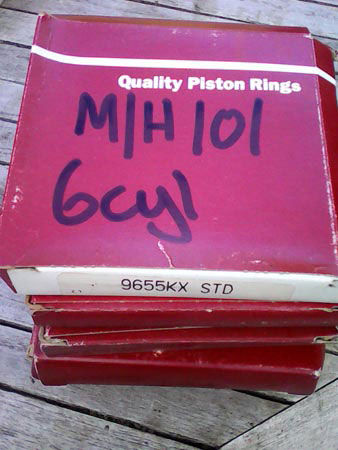 Quality Piston Rings
M/H 101
6cyl
9655KX STD